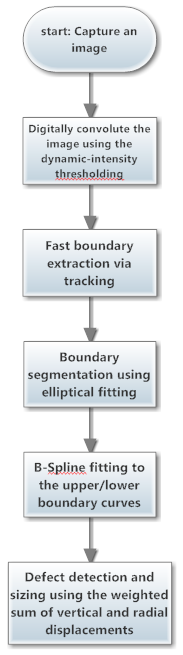 start: Capture an
image
Digitally convolute the
image using the
dynamic-intensity
thresholding
Fast boundary
extraction via
tracking
Boundary
segmentation using
elliptical fitting
B-Spline fitting to
the upper/lower
boundary curves
Defect detection and
sizing using the weighted
sum of vertical and radial
displacements